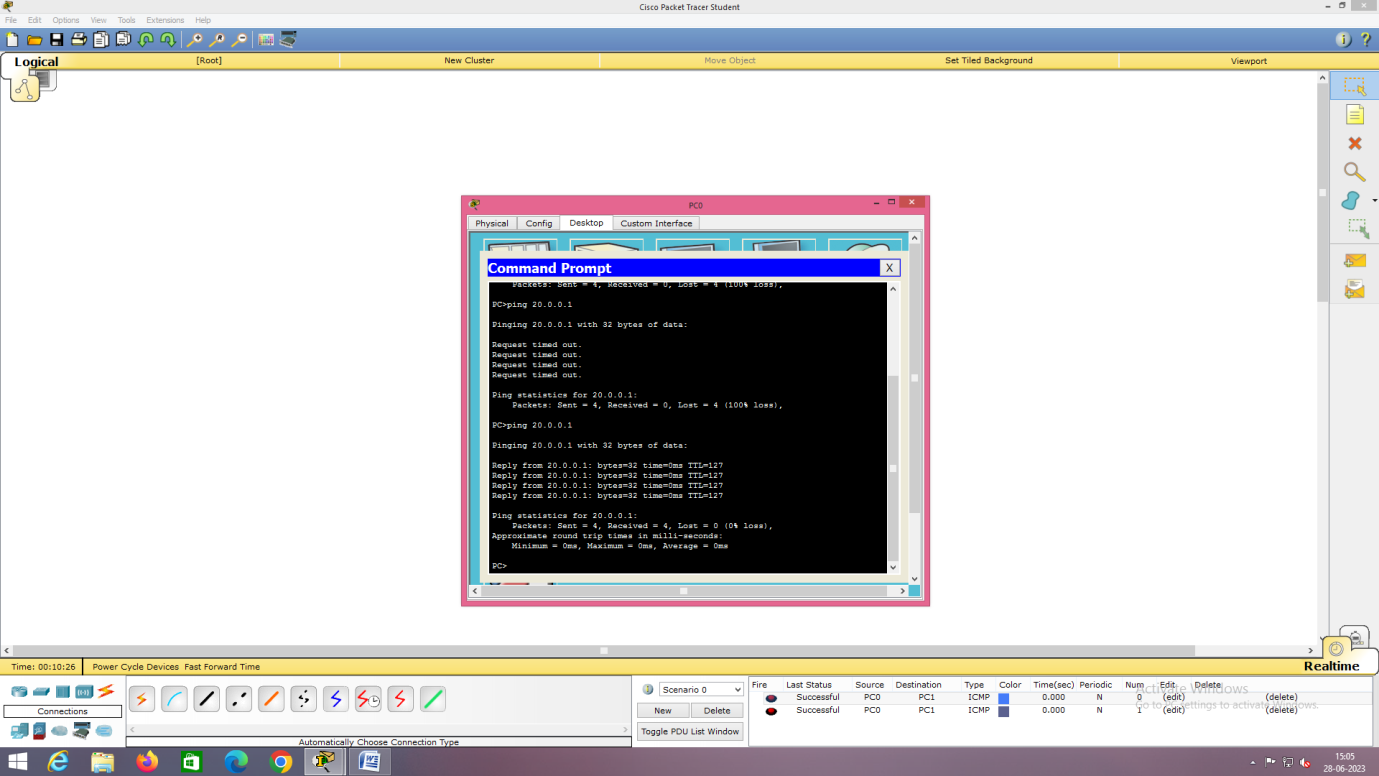 Cisco Packet Tracer Student
File Edit Options View Tools Extensions Help
Logical [Root] New Cluster Move Object Set Tiled Background Viewport
PC0
Physical Config Desktop Custom Interface
Command Prompt X
Packets: Sent = 4, Received = 0, Lost = 4 (100% loss),
PC>ping 20.0.0.1
Pinging 20.0.0.1 with 32 bytes of data:
Request timed out.
Request timed out.
Request timed out.
Request timed out.
Ping statistics for 20.0.0.1:
Packets: Sent = 4, Received = 0, Lost = 4 (100% loss),
PC>ping 20.0.0.1
Pinging 20.0.0.1 with 32 bytes of data:
Reply from 20.0.0.1: bytes=32 time=0ms TTL=127
Reply from 20.0.0.1: bytes=32 time=0ms TTL=127
Reply from 20.0.0.1: bytes=32 time=0ms TTL=127
Reply from 20.0.0.1: bytes=32 time=0ms TTL=127
Ping statistics for 20.0.0.1:
Packets: Sent = 4, Received = 4, Lost = 0 (0% loss),
Approximate round trip times in milli-seconds:
Minimum = 0ms, Maximum = 0ms, Average = 0ms
PC>
Time: 00:10:26 Power Cycle Devices Fast Forward Time Realtime
Connections
Automatically Choose Connection Type
Scenario 0
New Delete
Toggle PDU List Window
Fire Last Status Source Destination Type Color Time(sec) Periodic Num Edit Delete
Successful PC0 PC1 ICMP 0.000 N 0 (edit) (delete)
Successful PC0 PC1 ICMP 0.000 N 1 (edit) (delete)
Activate Windows
Go to PC settings to activate Windows.
15:05
28-06-2023